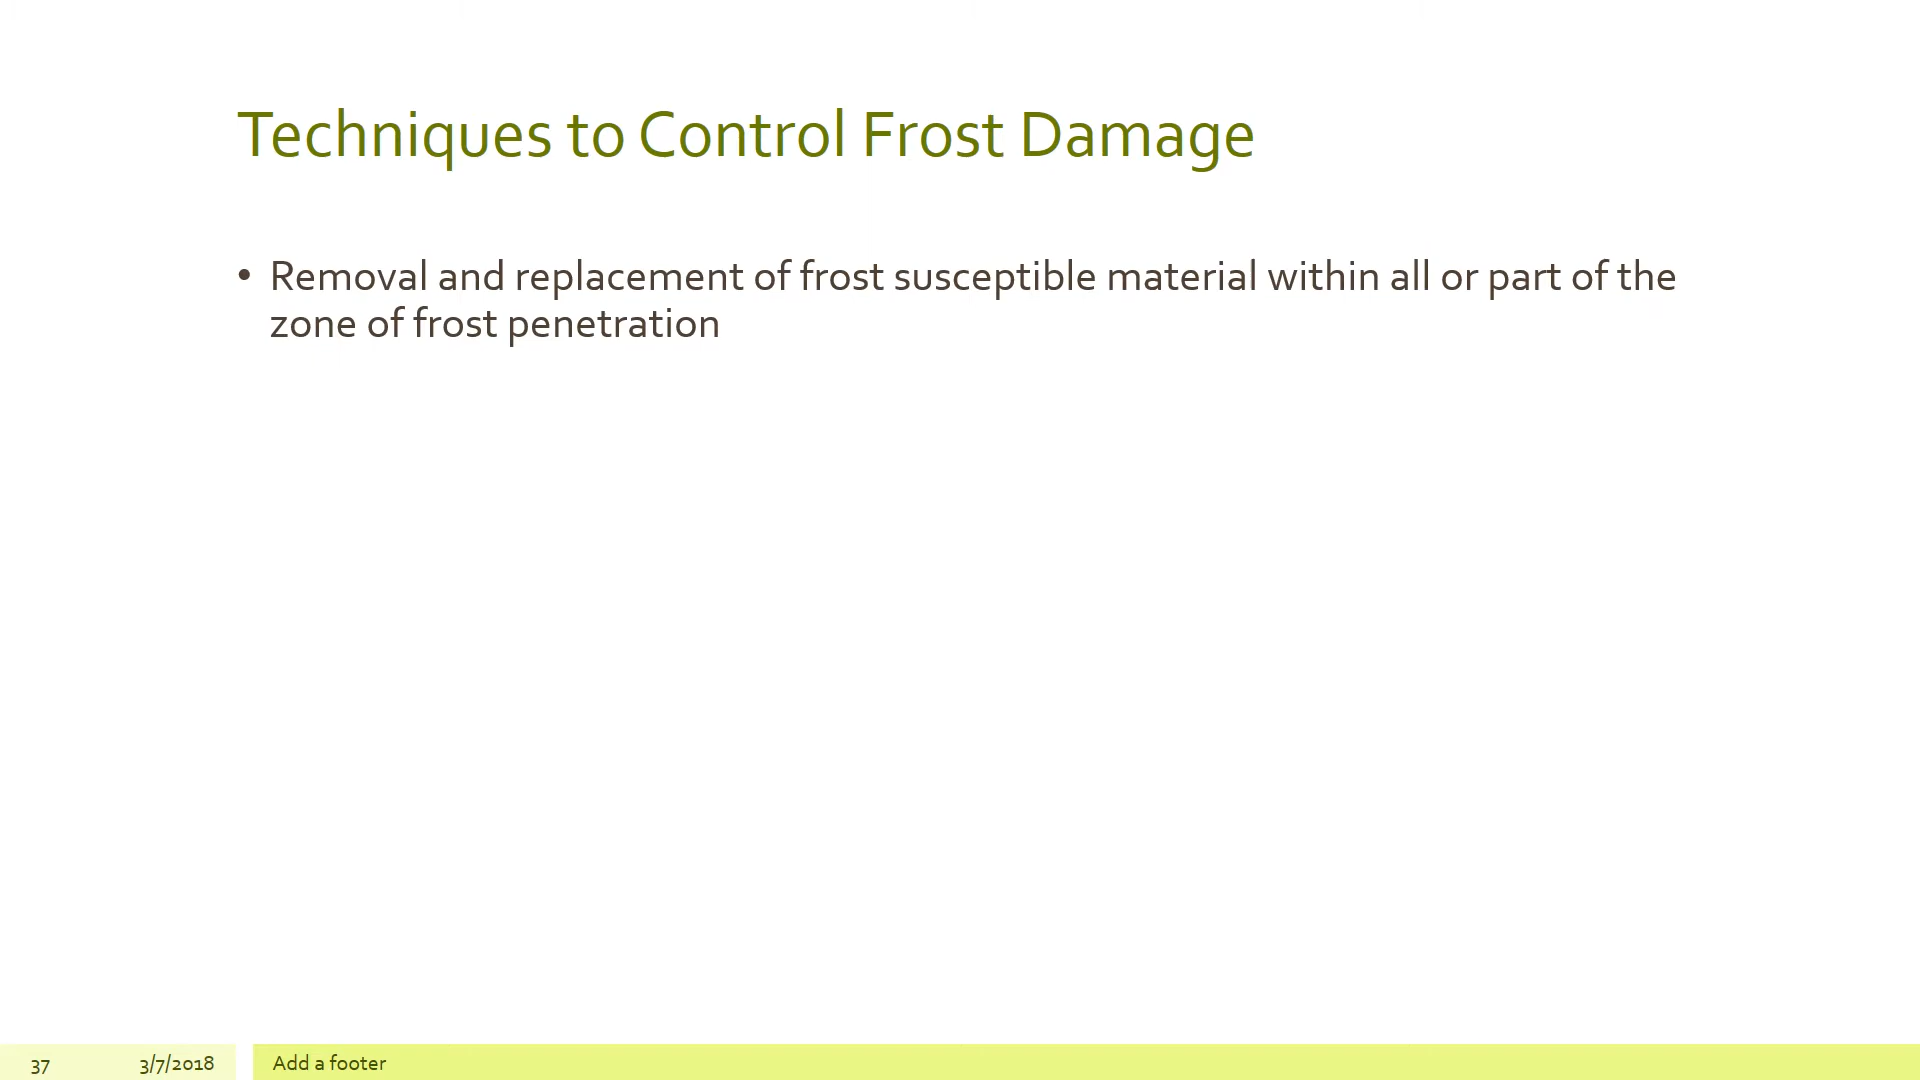 Techniques to Control Frost Damage
• Removal and replacement of frost susceptible material within all or part of the
zone of frost penetration
37 3/7/2018 Add a footer